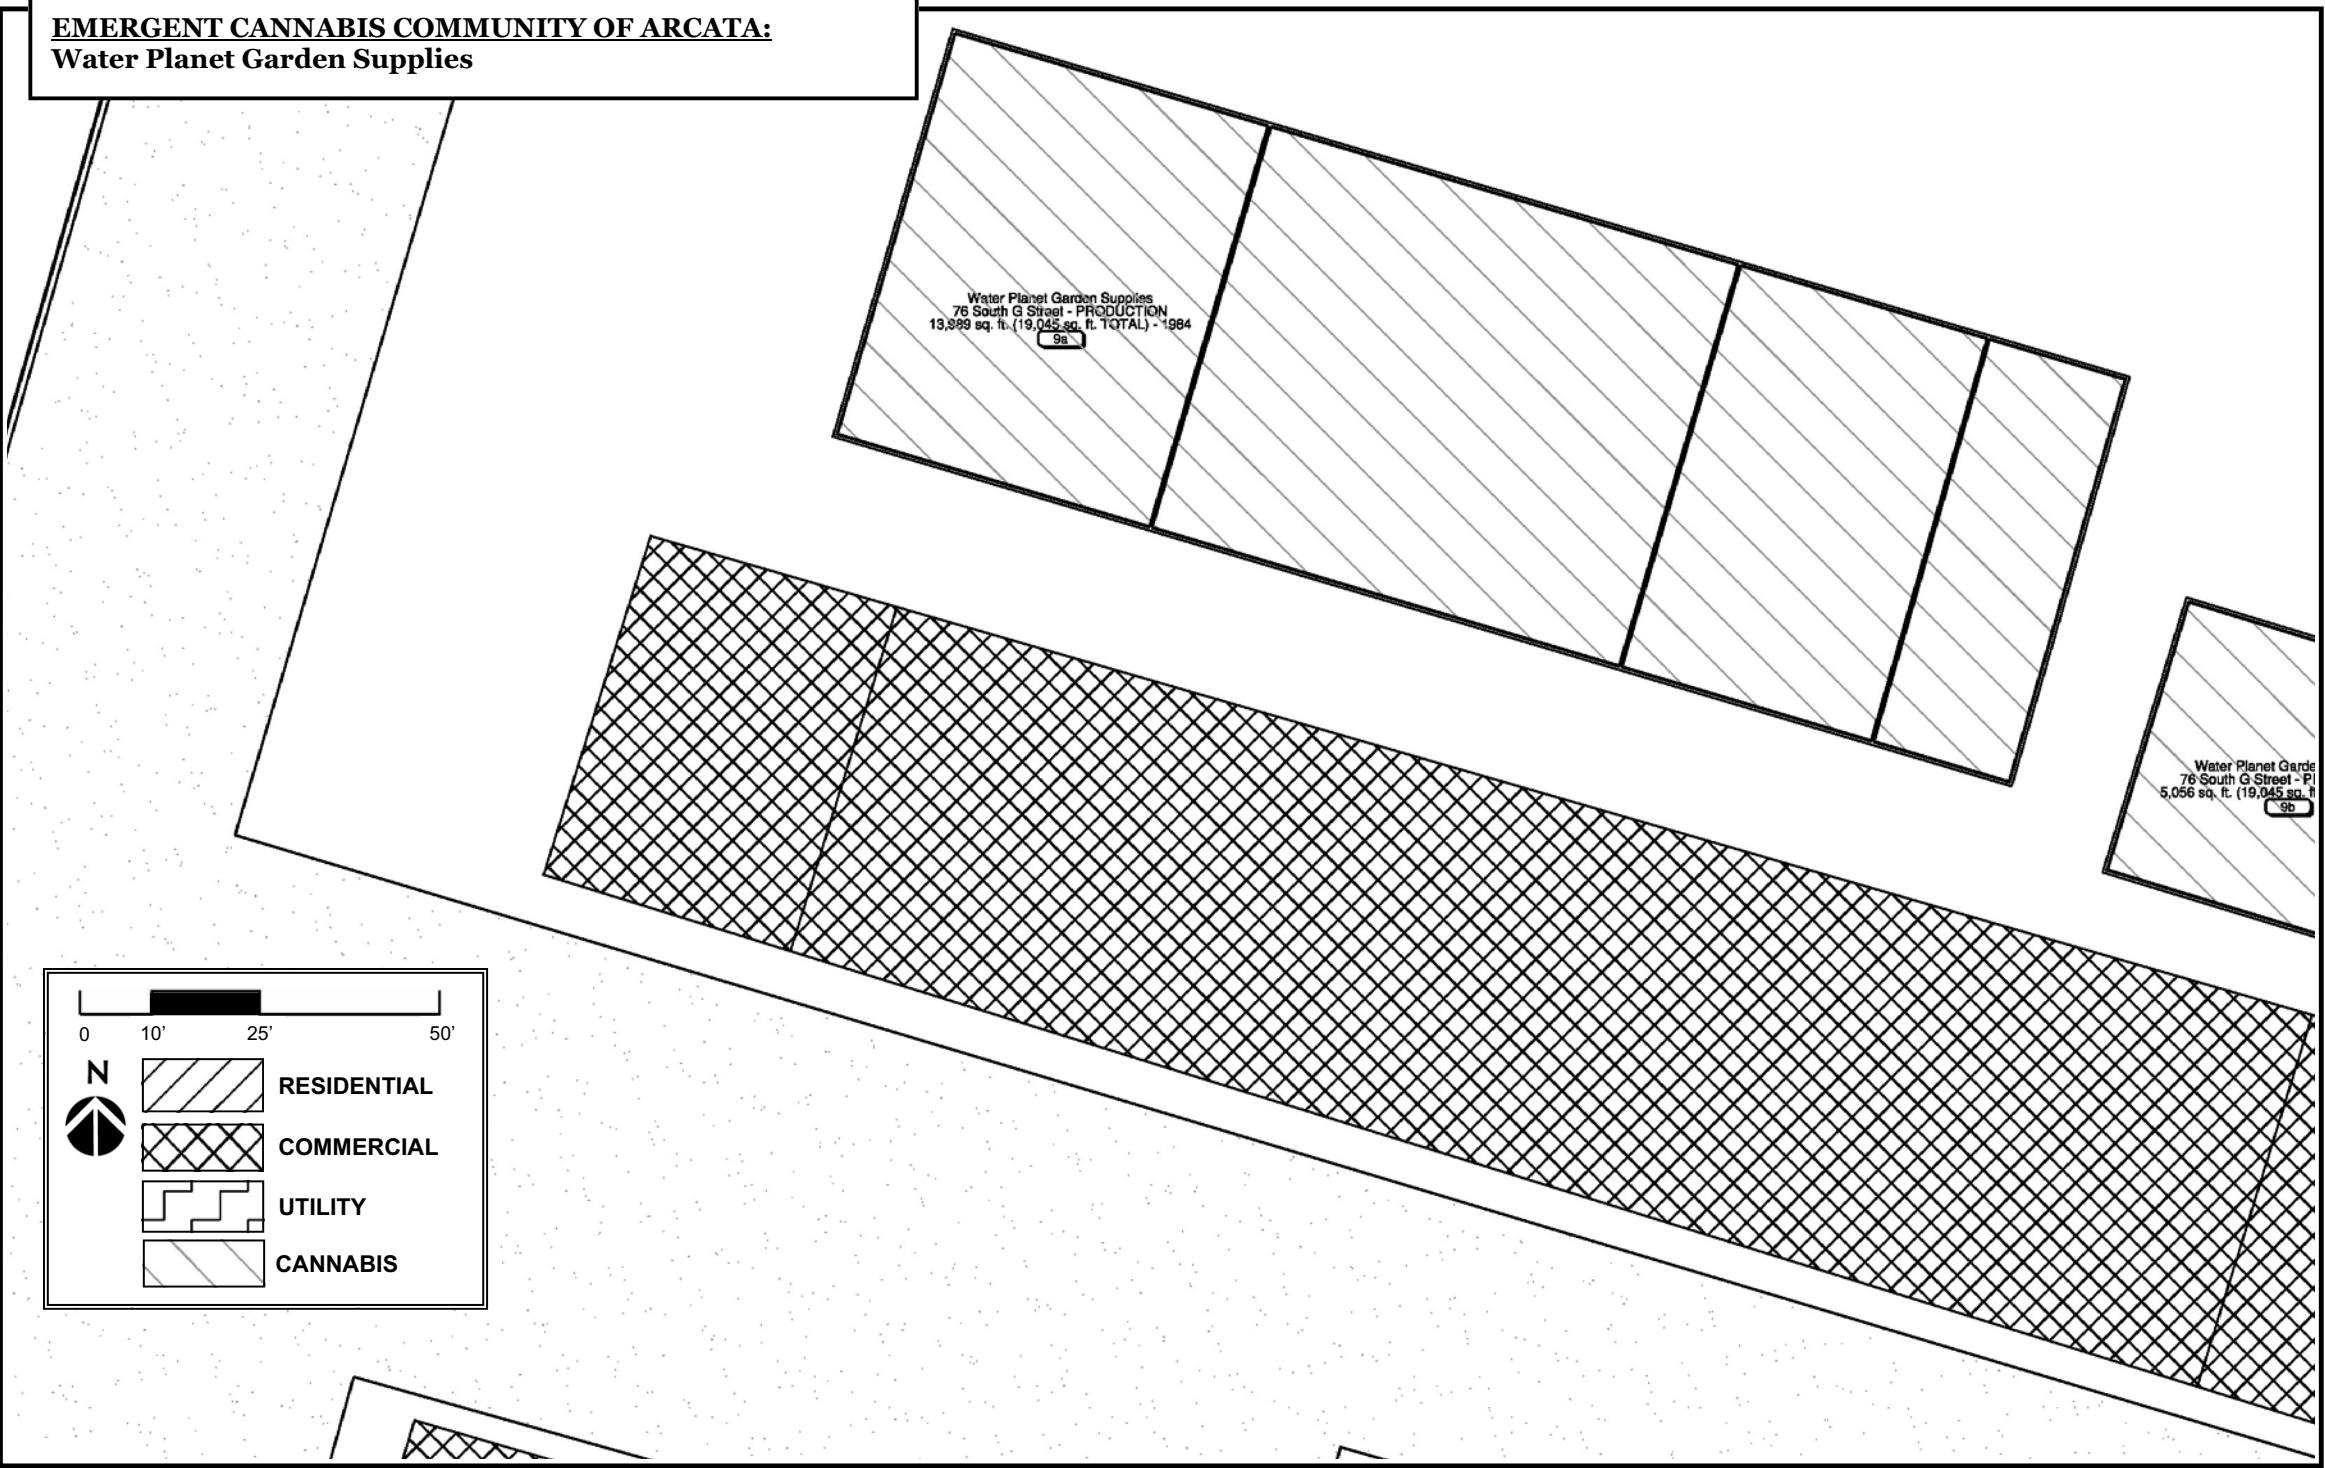 EMERGENT CANNABIS COMMUNITY OF ARCATA:
Water Planet Garden Supplies
Water Planet Garden Supplies
76 South G Street - PRODUCTION
13,989 sq. ft. (19,045 sq. ft. TOTAL) - 1984
9a
Water Planet Garde
76 South G Street - P
5,056 sq. ft. (19,045 sq. f
9b
0 10’ 25’ 50’
N
RESIDENTIAL
COMMERCIAL
UTILITY
CANNABIS